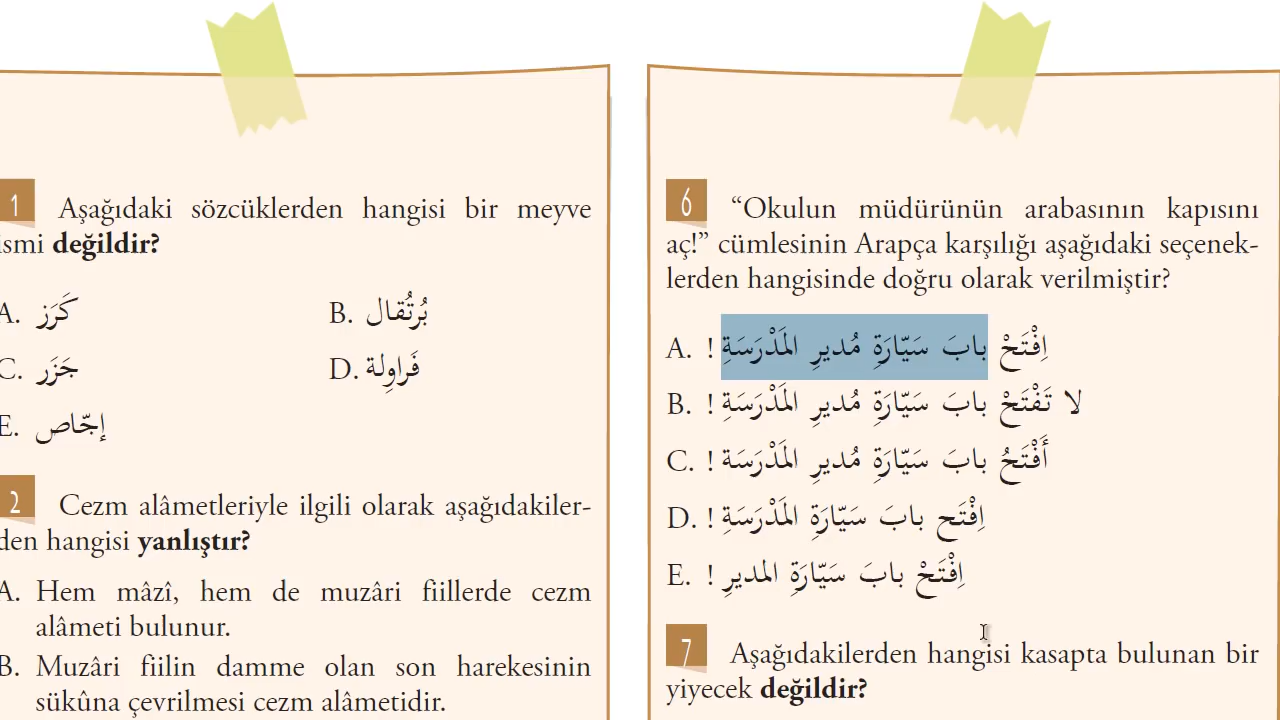 1 Aşağıdaki sözcüklerden hangisi bir meyve
ismi değildir?
A. كَرَز
B. بُرتُقال
C. جَزَر
D. فَراوِلة
E. إجّاص
2 Cezm alâmetleriyle ilgili olarak aşağıdakiler-
den hangisi yanlıştır?
A. Hem mâzî, hem de muzâri fiillerde cezm
alâmeti bulunur.
B. Muzâri fiilin damme olan son harekesinin
sükûna çevrilmesi cezm alâmetidir.
6 “Okulun müdürünün arabasının kapısını
aç!” cümlesinin Arapça karşılığı aşağıdaki seçenek-
lerden hangisinde doğru olarak verilmiştir?
A. اِفْتَحْ بابَ سَيّارَةِ مُديرِ المَدْرَسَةِ !
B. لا تَفْتَحْ بابَ سَيّارَةِ مُديرِ المَدْرَسَةِ !
C. أَفْتَحُ بابَ سَيّارَةِ مُديرِ المَدْرَسَةِ !
D. اِفْتَح بابَ سَيّارَةِ المَدْرَسَةِ !
E. اِفْتَحْ بابَ سَيّارَةِ المديرِ !
7 Aşağıdakilerden hangisi kasapta bulunan bir
yiyecek değildir?